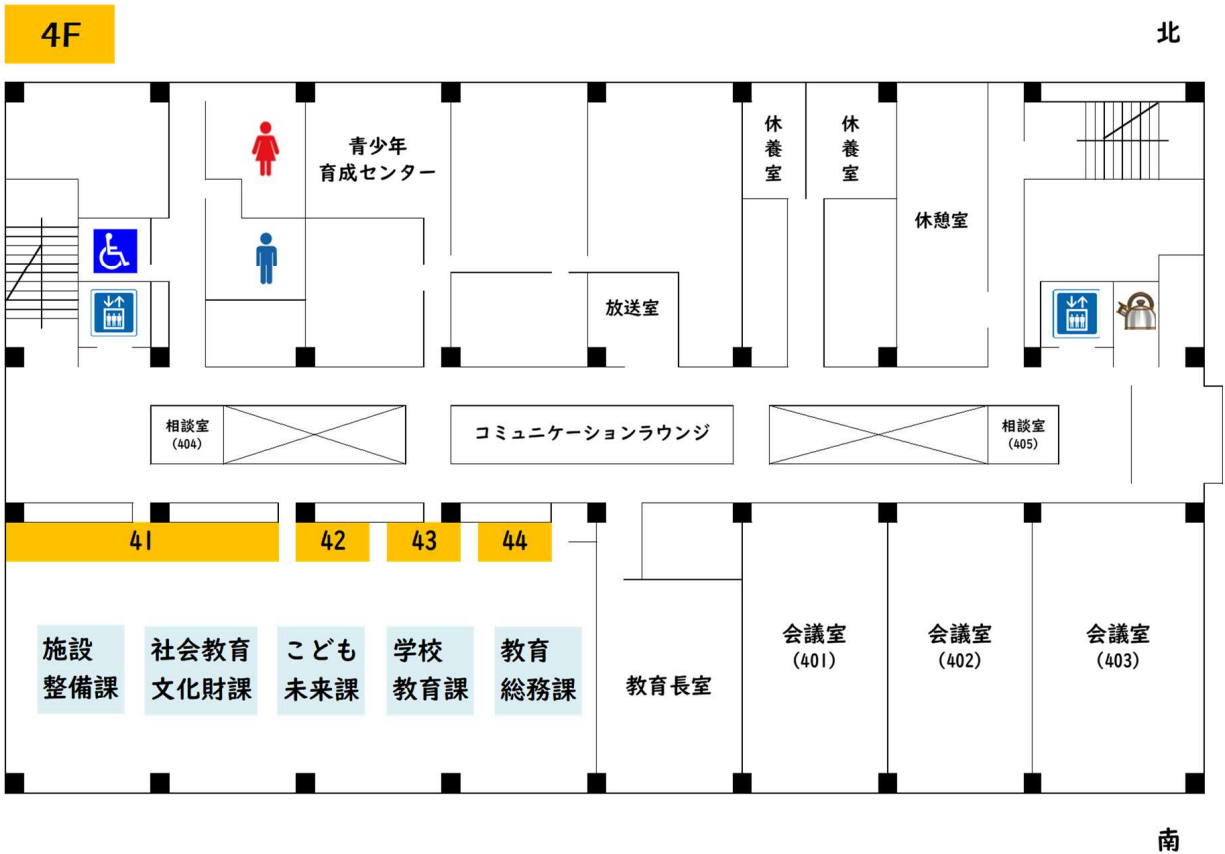 4F
北
青少年
育成センター
休養室
休養室
休憩室
放送室
相談室
(404)
コミュニケーションラウンジ
相談室
(405)
41
42
43
44
施設
整備課
社会教育
文化財課
こども
未来課
学校
教育課
教育
総務課
教育長室
会議室
(401)
会議室
(402)
会議室
(403)
南